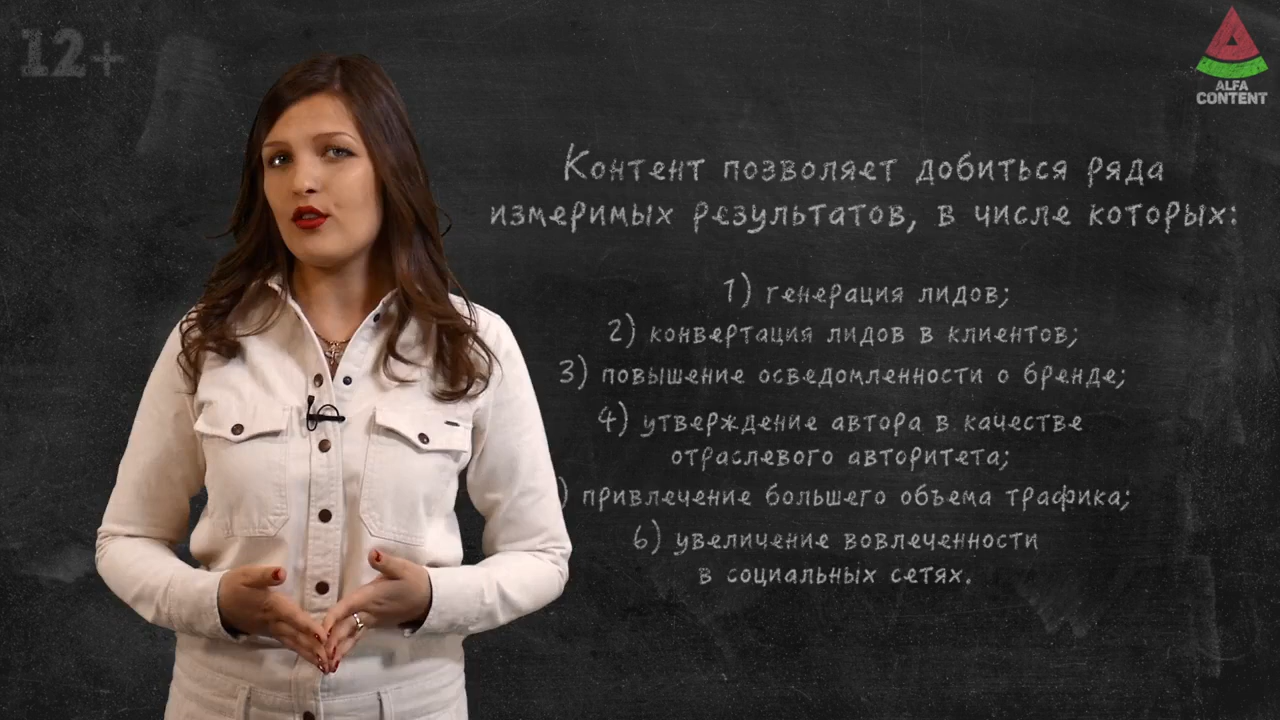 12+
ALFA
CONTENT
Контент позволяет добиться ряда
измеримых результатов, в числе которых:
1) генерация лидов;
2) конвертация лидов в клиентов;
3) повышение осведомленности о бренде;
4) утверждение автора в качестве
отраслевого авторитета;
) привлечение большего объема трафика;
6) увеличение вовлеченности
в социальных сетях.